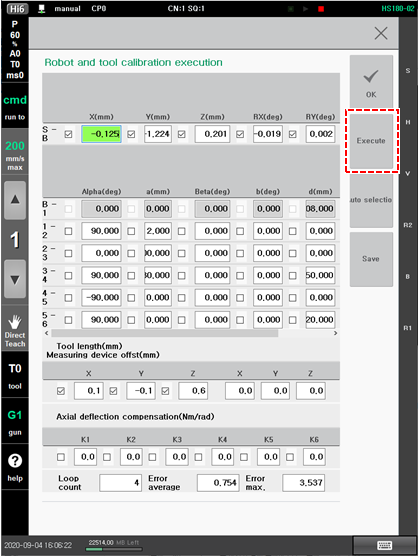 Hi6 manual CP0 CN:1 SQ:1 HS180-02
P
60
%
A0
T0
ms0
cmd
run to
200
mm/s
max
1
Direct
Teach
T0
tool
G1
gun
?
help
Robot and tool calibration execution
X(mm) Y(mm) Z(mm) RX(deg) RY(deg)
S -
B
-0,125 -1,224 0,201 -0,019 0,002
Alpha(deg) a(mm) Beta(deg) b(deg) d(mm)
B -
1
0,000 0,000 0,000 0,000 08,000
1 -
2
90,000 2,000 0,000 0,000 0,000
2 -
3
0,000 00,000 0,000 0,000 0,000
3 -
4
90,000 30,000 0,000 0,000 50,000
4 -
5
-90,000 0,000 0,000 0,000 0,000
5 -
6
90,000 0,000 0,000 0,000 20,000
Tool length(mm)
Measuring device offst(mm)
X Y Z X Y Z
0,1 -0,1 0,6 0,0 0,0 0,0
Axial deflection compensation(Nm/rad)
K1 K2 K3 K4 K5 K6
0,0 0,0 0,0 0,0 0,0 0,0
Loop
count
4
Error
average
0,754
Error
max,
3,537
OK
Execute
uto selectio
Save
S
H
V
R2
B
R1
2020-09-04 16:06:22 22514,00 MB Left